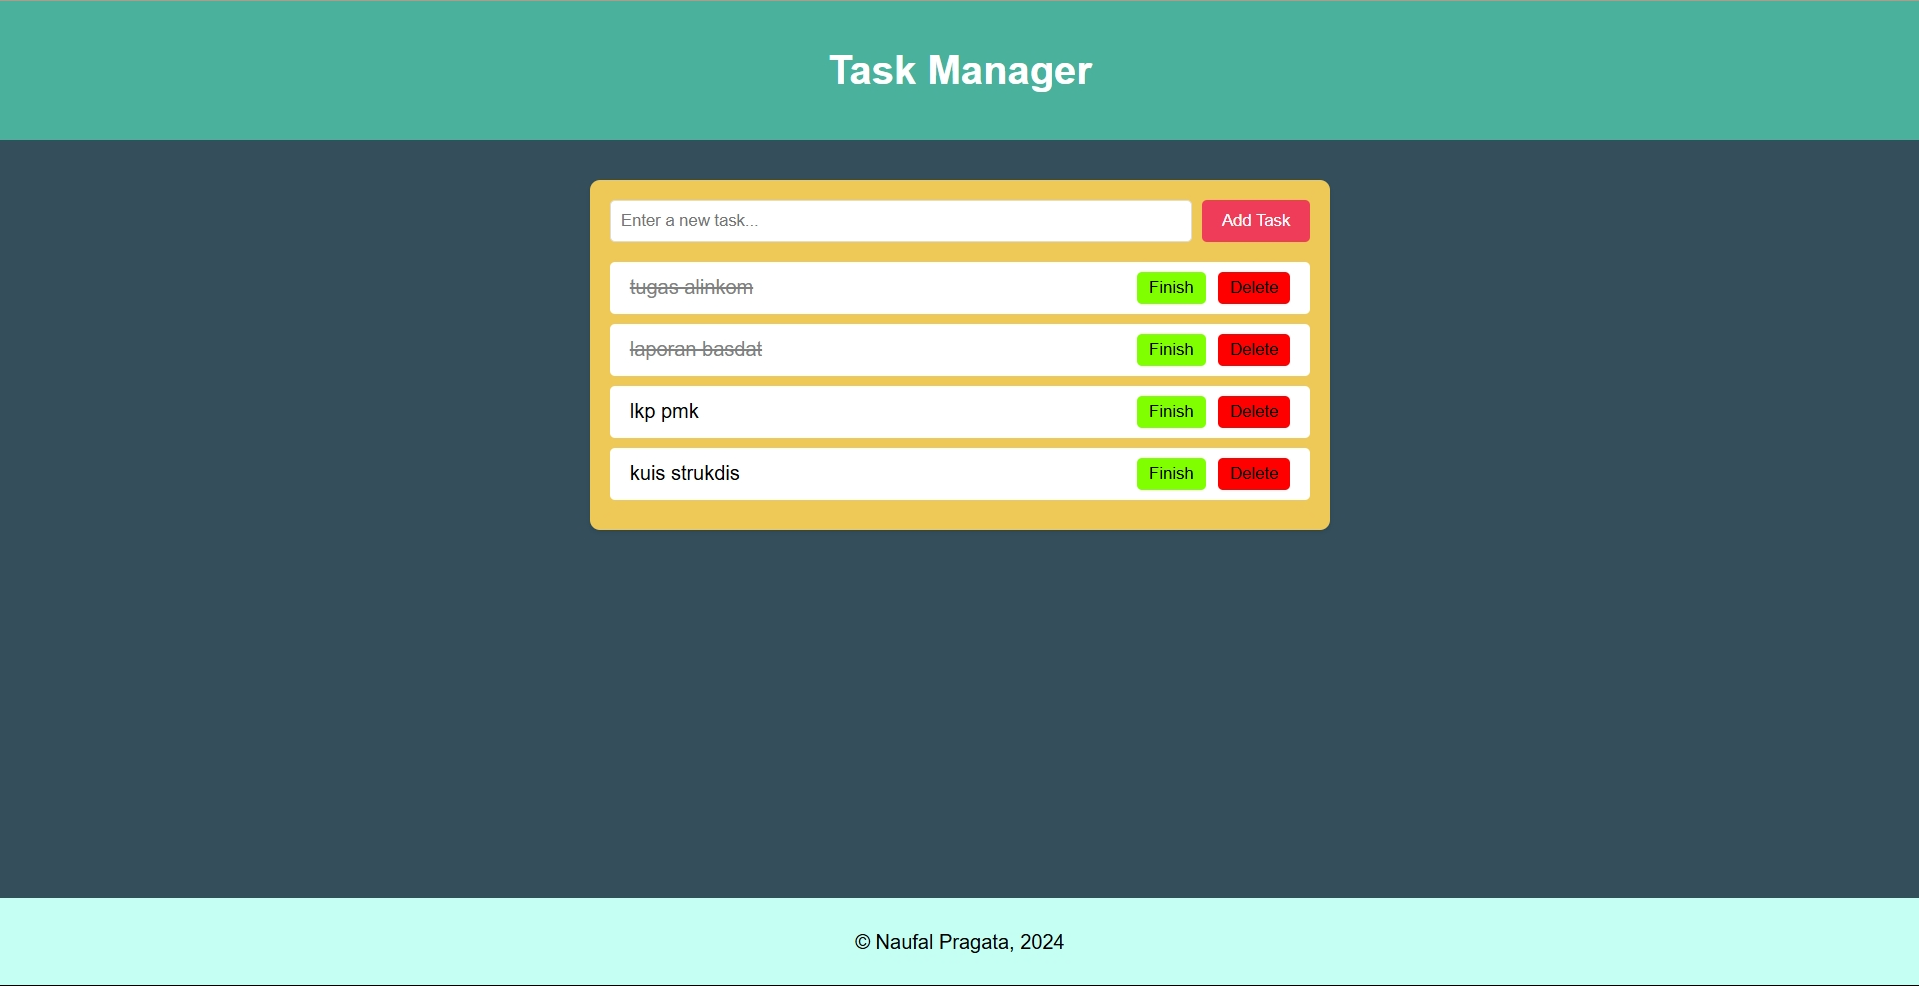 Task Manager
Enter a new task...
Add Task
tugas alinkom
Finish
Delete
laporan basdat
Finish
Delete
lkp pmk
Finish
Delete
kuis strukdis
Finish
Delete
© Naufal Pragata, 2024